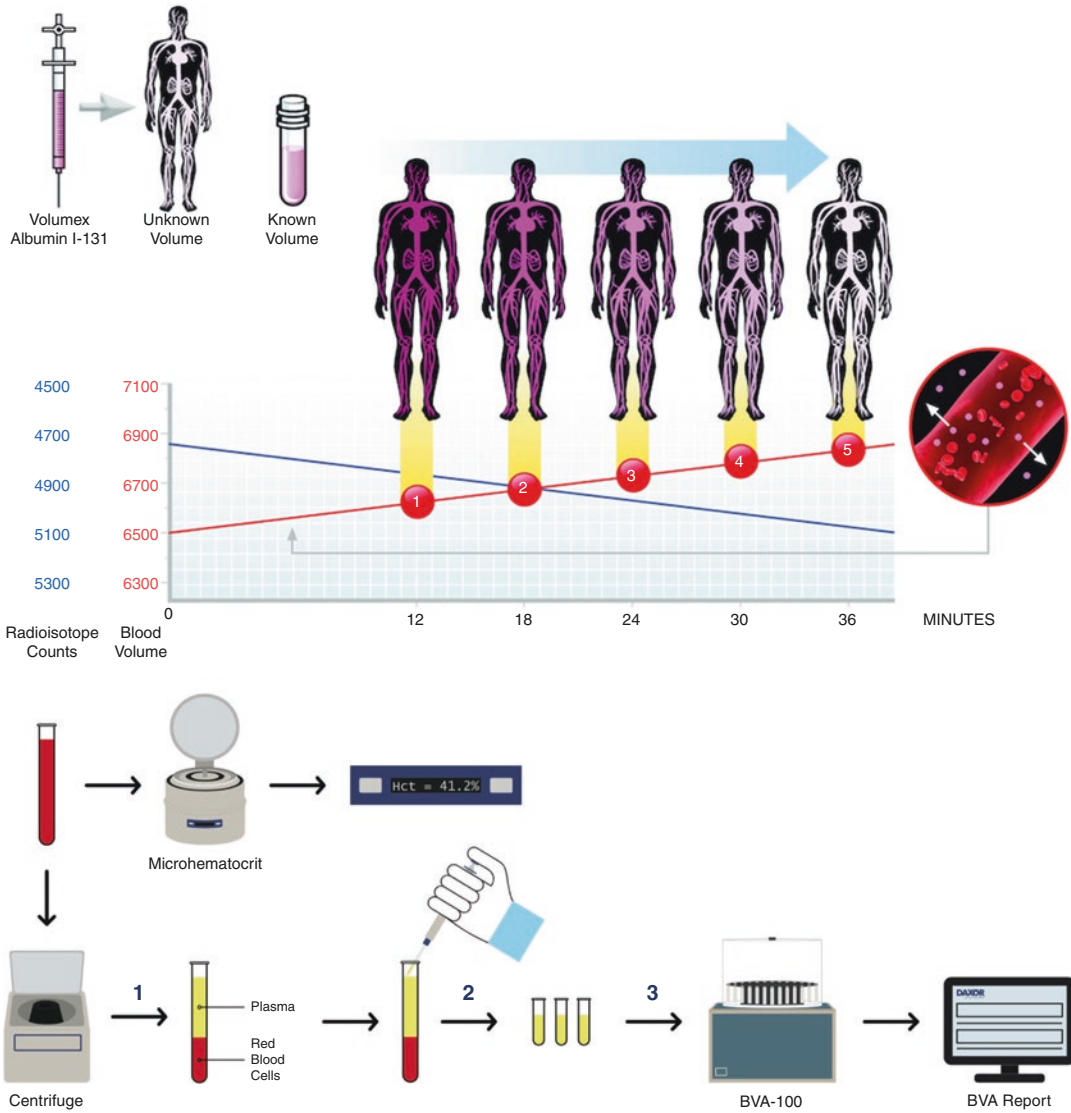 Volumex
Albumin I-131
Unknown
Volume
Known
Volume
4500 7100
4700 6900
4900 6700
5100 6500
5300 6300
1 2 3 4 5
0 12 18 24 30 36 MINUTES
Radioisotope
Counts
Blood
Volume
Hct = 41.2%
Microhematocrit
1 2 3
Plasma
Red
Blood
Cells
DAXOR
Centrifuge
BVA-100
BVA Report